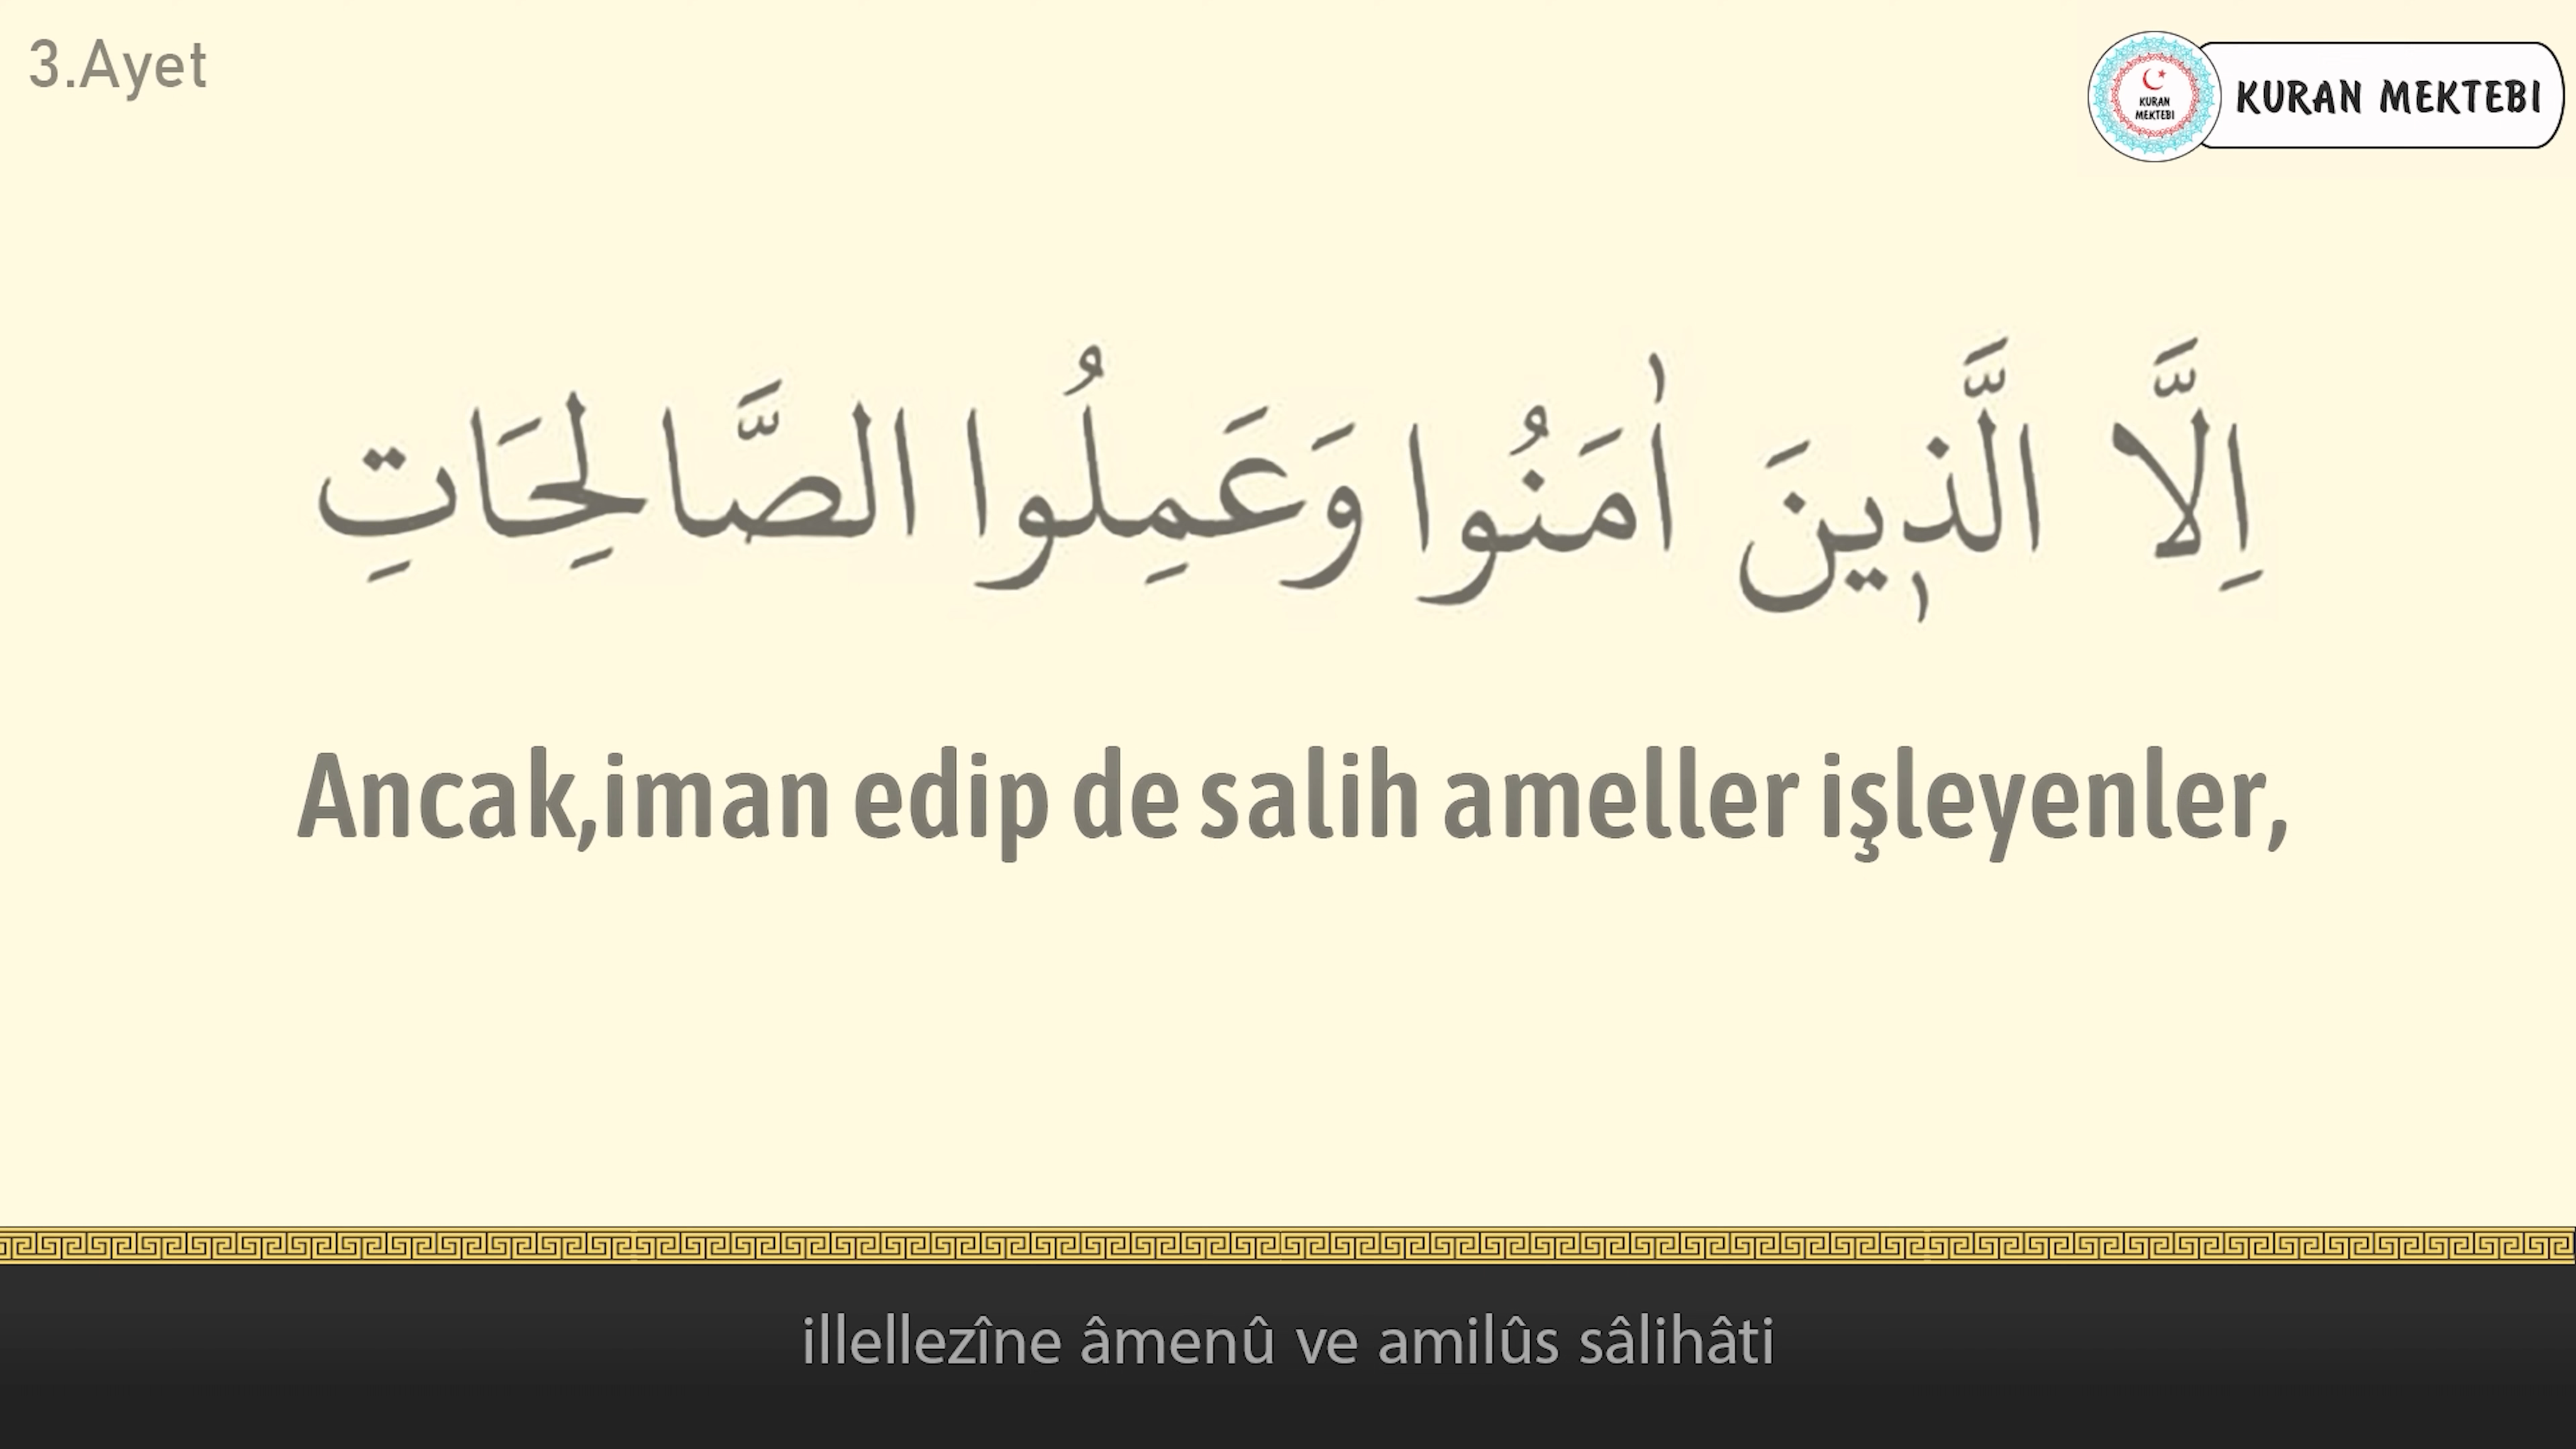 3.Ayet
KURAN
MEKTEBI
KURAN MEKTEBI
اِلَّا الَّذ۪ينَ اٰمَنُوا وَعَمِلُوا الصَّالِحَاتِ
Ancak,iman edip de salih ameller işleyenler,
illellezîne âmenû ve amilûs sâlihâti